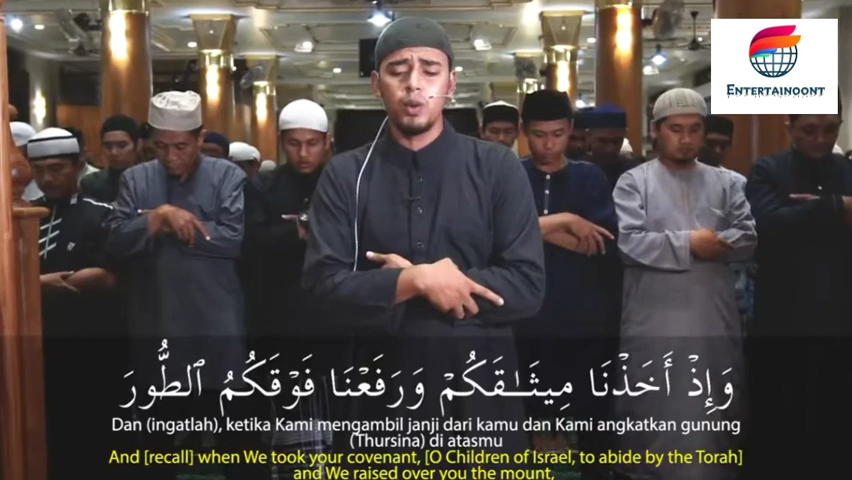 ENTERTAINOONT
وَإِذْ أَخَذْنَا مِيثَـٰقَكُمْ وَرَفَعْنَا فَوْقَكُمُ ٱلطُّورَ
Dan (ingatlah), ketika Kami mengambil janji dari kamu dan Kami angkatkan gunung
(Thursina) di atasmu
And [recall] when We took your covenant, [O Children of Israel, to abide by the Torah]
and We raised over you the mount,